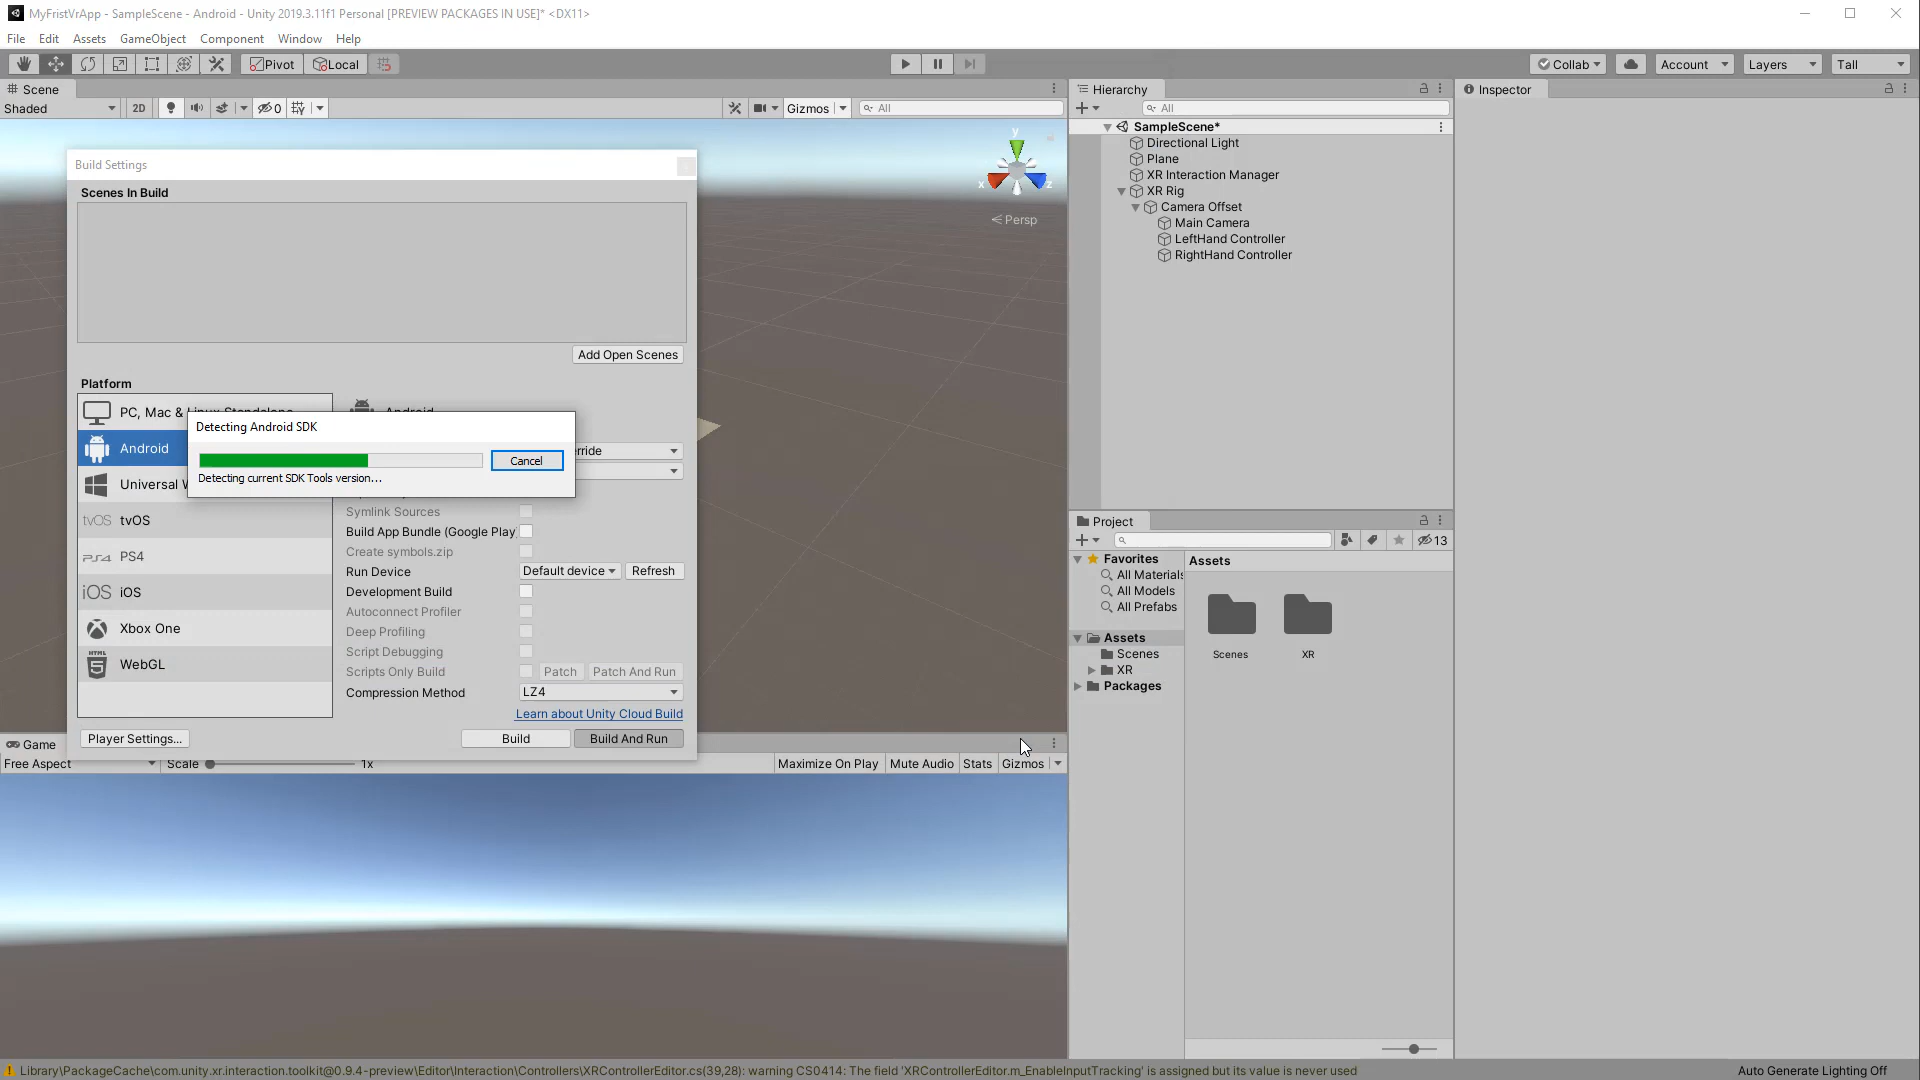 MyFristVrApp - SampleScene - Android - Unity 2019.3.11f1 Personal [PREVIEW PACKAGES IN USE]* <DX11>
File Edit Assets GameObject Component Window Help
Pivot Local Collab Account Layers Tall
Scene
Shaded 2D 0 Gizmos All
y
x z
Persp
Build Settings
Scenes In Build
Add Open Scenes
Platform
PC, Mac & Linux Standalone
Android
Universal W
tvOS tvOS
PS4 PS4
iOS iOS
Xbox One
HTML 5 WebGL
Android
Detecting Android SDK
Cancel
Detecting current SDK Tools version...
rride
Symlink Sources
Build App Bundle (Google Play
Create symbols.zip
Run Device Default device Refresh
Development Build
Autoconnect Profiler
Deep Profiling
Script Debugging
Scripts Only Build Patch Patch And Run
Compression Method LZ4
Learn about Unity Cloud Build
Player Settings... Build Build And Run
Game
Free Aspect Scale 1x Maximize On Play Mute Audio Stats Gizmos
Hierarchy
All
SampleScene*
Directional Light
Plane
XR Interaction Manager
XR Rig
Camera Offset
Main Camera
LeftHand Controller
RightHand Controller
Project
13
Favorites
All Materials
All Models
All Prefabs
Assets
Scenes
XR
Packages
Assets
Scenes XR
Inspector
Library\PackageCache\com.unity.xr.interaction.toolkit@0.9.4-preview\Editor\Interaction\Controllers\XRControllerEditor.cs(39,28): warning CS0414: The field 'XRControllerEditor.m_EnableInputTracking' is assigned but its value is never used
Auto Generate Lighting Off